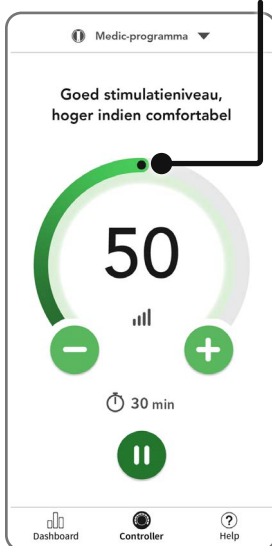 Medic-programma
Goed stimulatieniveau,
hoger indien comfortabel
50
30 min
Dashboard
Controller
Help